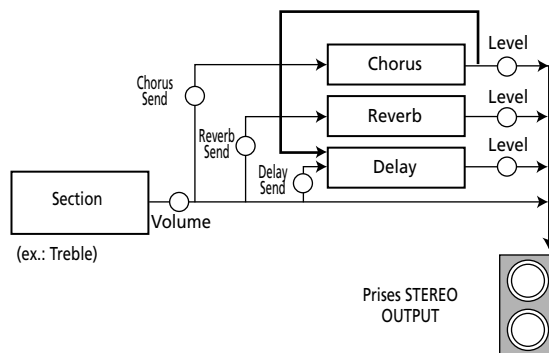 Level
Chorus
Chorus
Send
Level
Reverb
Reverb
Send
Level
Delay
Delay
Send
Section
Volume
(ex.: Treble)
Prises STEREO
OUTPUT